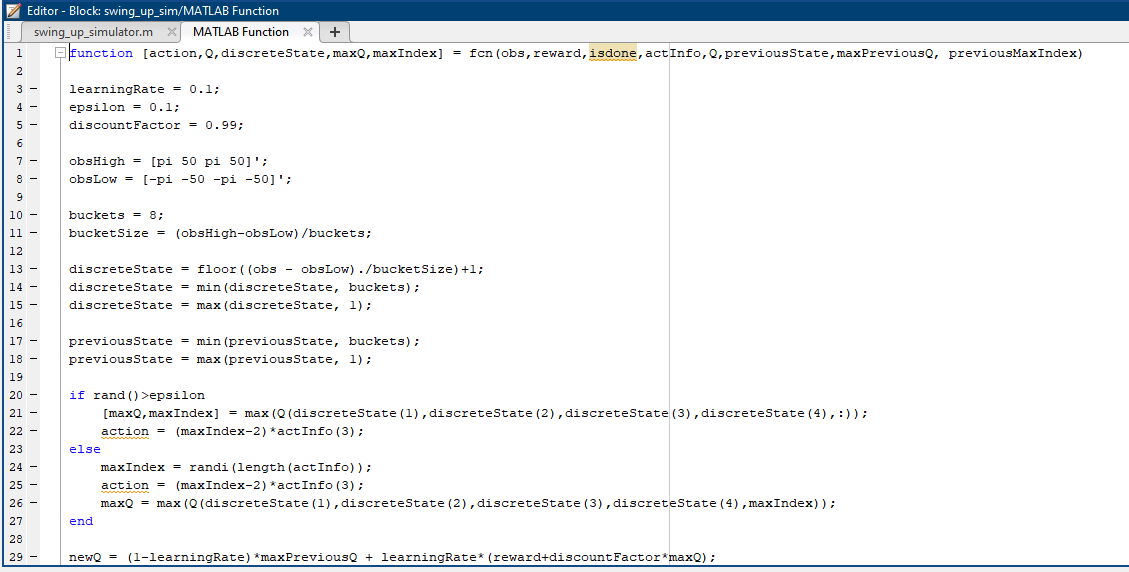 Editor - Block: swing_up_sim/MATLAB Function
swing_up_simulator.m MATLAB Function
1 function [action,Q,discreteState,maxQ,maxIndex] = fcn(obs,reward,isdone,actInfo,Q,previousState,maxPreviousQ, previousMaxIndex)
2
3 learningRate = 0.1;
4 epsilon = 0.1;
5 discountFactor = 0.99;
6
7 obsHigh = [pi 50 pi 50]';
8 obsLow = [-pi -50 -pi -50]';
9
10 buckets = 8;
11 bucketSize = (obsHigh-obsLow)/buckets;
12
13 discreteState = floor((obs - obsLow)./bucketSize)+1;
14 discreteState = min(discreteState, buckets);
15 discreteState = max(discreteState, 1);
16
17 previousState = min(previousState, buckets);
18 previousState = max(previousState, 1);
19
20 if rand()>epsilon
21 [maxQ,maxIndex] = max(Q(discreteState(1),discreteState(2),discreteState(3),discreteState(4),:));
22 action = (maxIndex-2)*actInfo(3);
23 else
24 maxIndex = randi(length(actInfo));
25 action = (maxIndex-2)*actInfo(3);
26 maxQ = max(Q(discreteState(1),discreteState(2),discreteState(3),discreteState(4),maxIndex));
27 end
28
29 newQ = (1-learningRate)*maxPreviousQ + learningRate*(reward+discountFactor*maxQ);